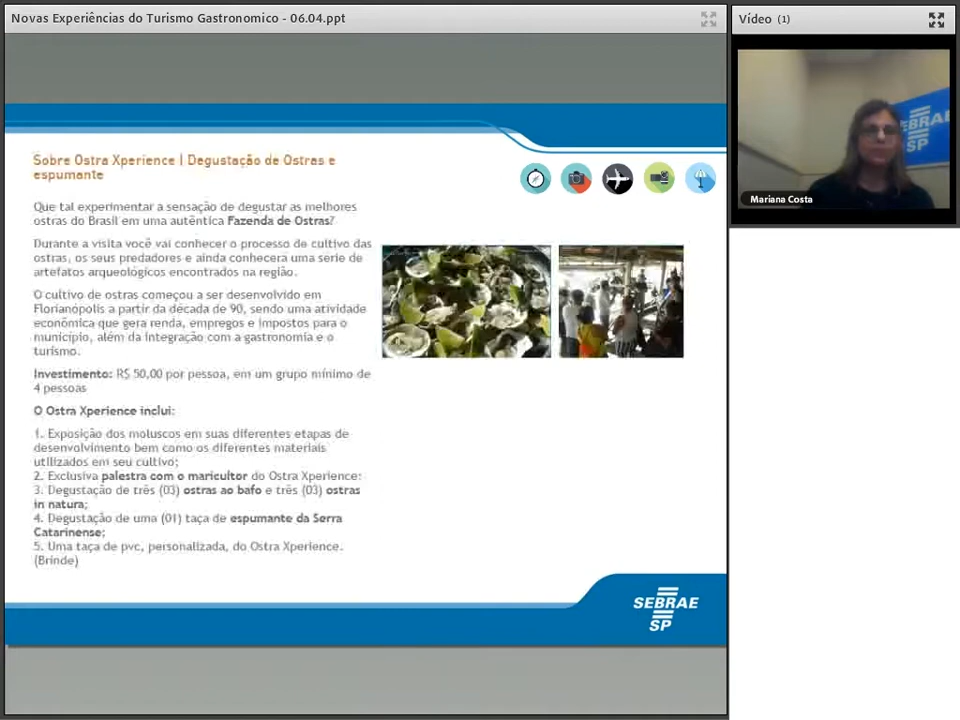 Novas Experiências do Turismo Gastronomico - 06.04.ppt
Vídeo (1)
EBRAE
SP
Mariana Costa
Sobre Ostra Xperience | Degustação de Ostras e
espumante
Que tal experimentar a sensação de degustar as melhores
ostras do Brasil em uma autêntica Fazenda de Ostras?
Durante a visita você vai conhecer o processo de cultivo das
ostras, os seus predadores e ainda conhecera uma série de
artefatos arqueológicos encontrados na região.
O cultivo de ostras começou a ser desenvolvido em
Florianópolis a partir da década de 90, sendo uma atividade
econômica que gera renda, empregos e impostos para o
município, além da integração com a gastronomia e o
turismo.
Investimento: R$ 50,00 por pessoa, em um grupo mínimo de
4 pessoas
O Ostra Xperience inclui:
1. Exposição dos moluscos em suas diferentes etapas de
desenvolvimento bem como os diferentes materiais
utilizados em seu cultivo;
2. Exclusiva palestra com o maricultor do Ostra Xperience:
3. Degustação de três (03) ostras ao bafo e três (03) ostras
in natura;
4. Degustação de uma (01) taça de espumante da Serra
Catarinense;
5. Uma taça de pvc, personalizada, do Ostra Xperience.
(Brinde)
SEBRAE
SP